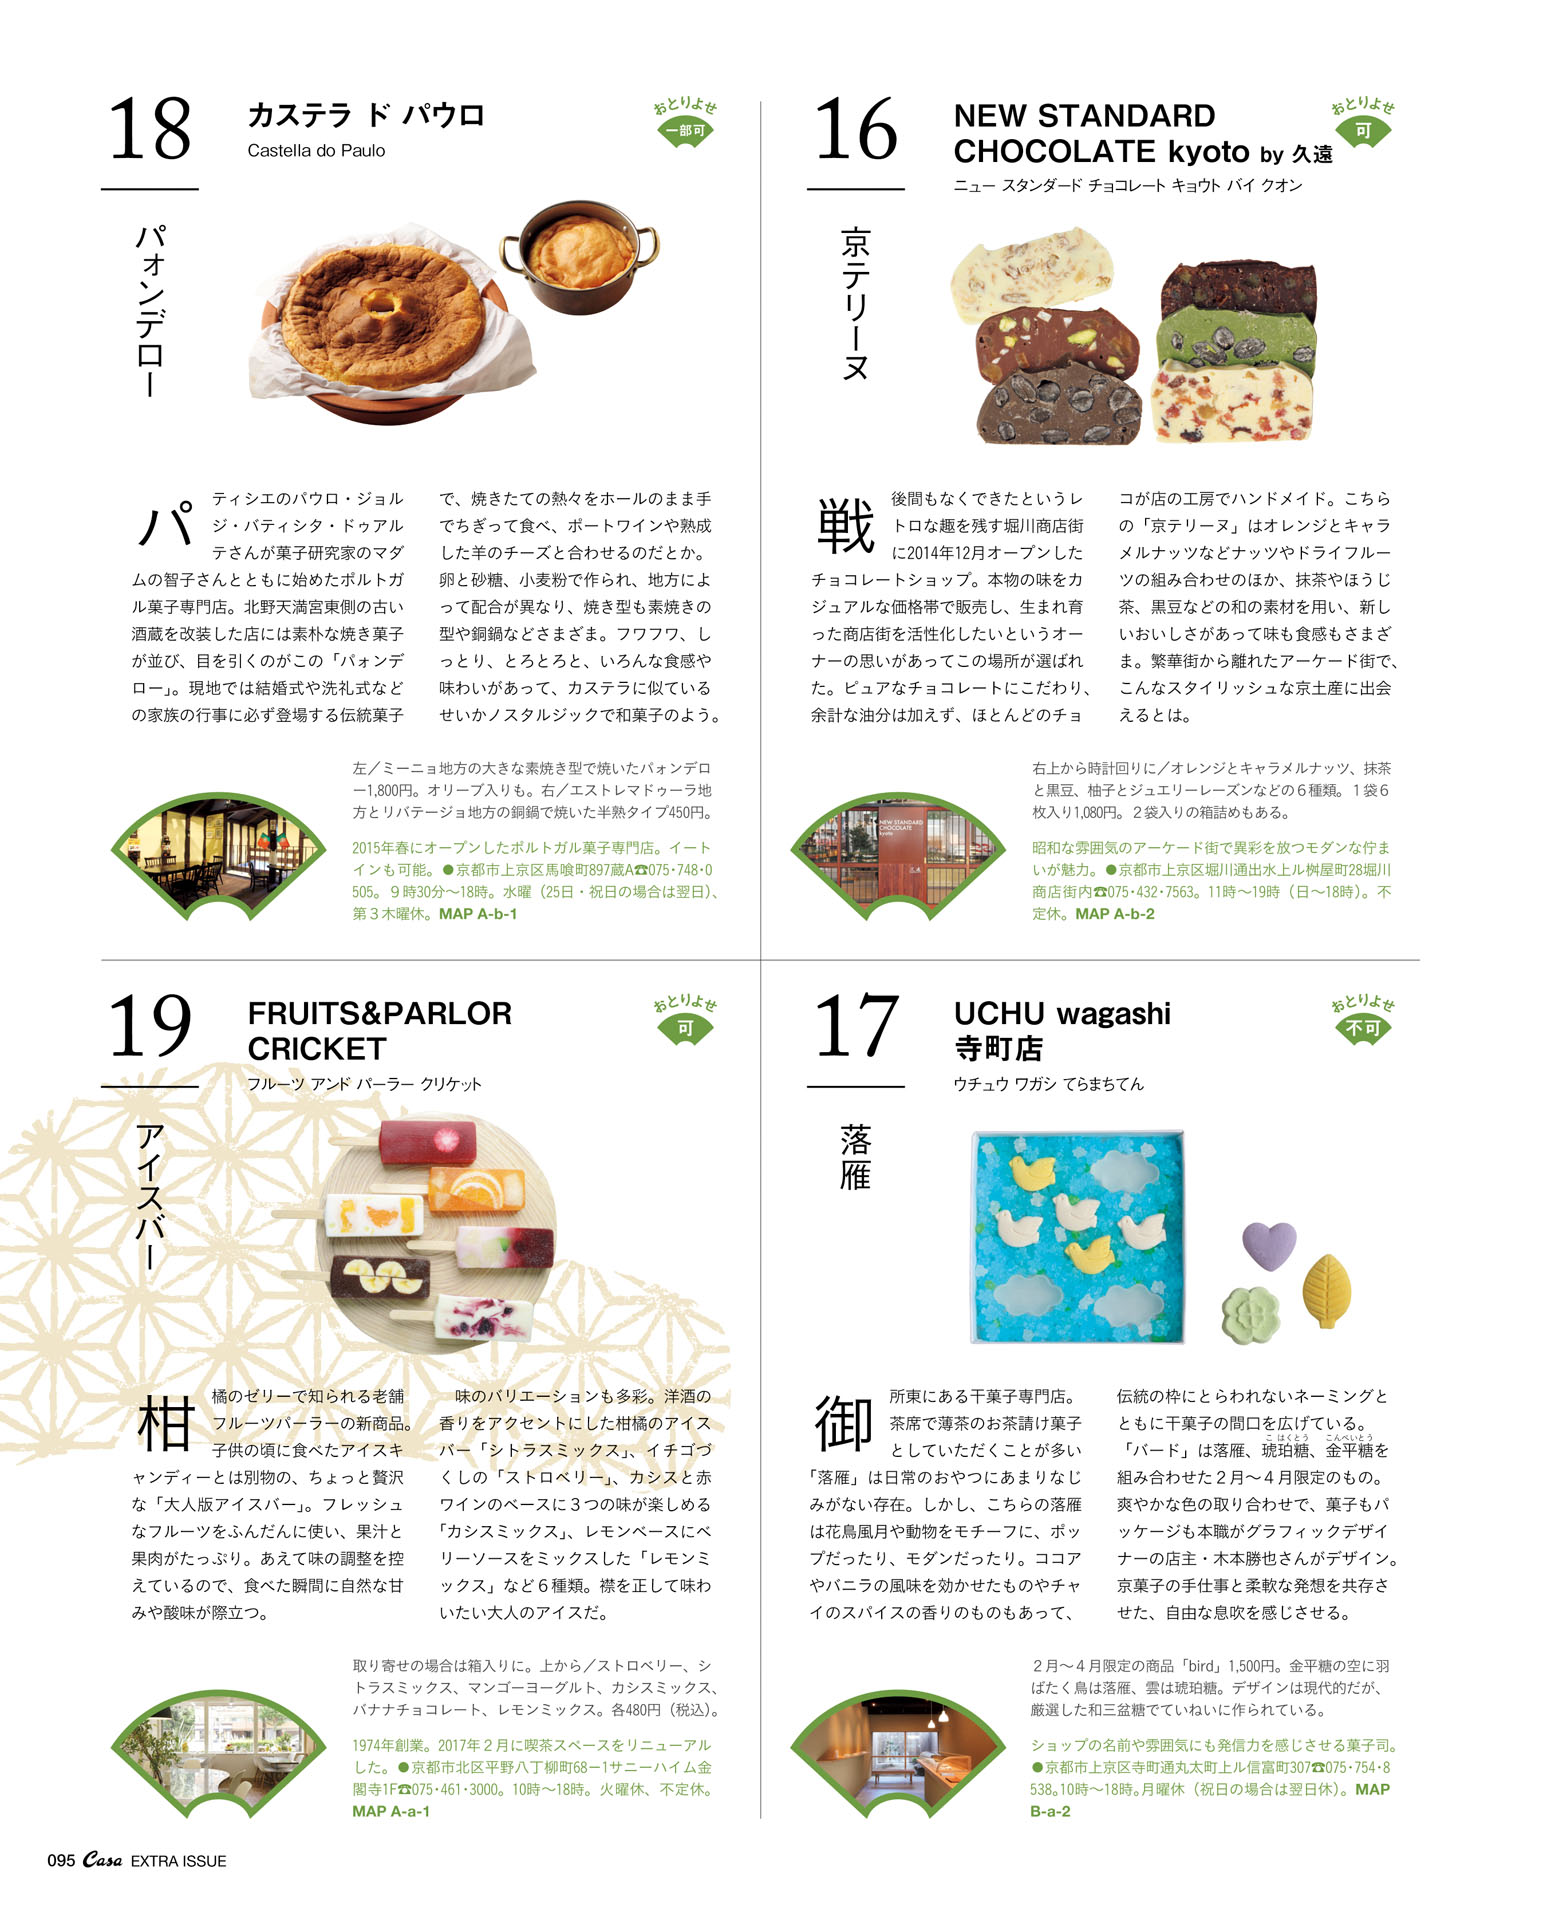 16
NEW STANDARD
CHOCOLATE kyoto by 久遠
ニュー スタンダード チョコレート キョウト バイ クオン
おとりよせ
可
京テリーヌ
戦後間もなくできたというレ
トロな趣を残す堀川商店街
に2014年12月オープンした
チョコレートショップ。本物の味をカ
ジュアルな価格帯で販売し、生まれ育
った商店街を活性化したいというオー
ナーの思いがあってこの場所が選ばれ
た。ピュアなチョコレートにこだわり、
余計な油分は加えず、ほとんどのチョ
コが店の工房でハンドメイド。こちら
の「京テリーヌ」はオレンジとキャラ
メルナッツなどナッツやドライフルー
ツの組み合わせのほか、抹茶やほうじ
茶、黒豆などの和の素材を用い、新し
いおいしさがあって味も食感もさまざ
ま。繁華街から離れたアーケード街で、
こんなスタイリッシュな京土産に出会
えるとは。
右上から時計回りに／オレンジとキャラメルナッツ、抹茶
と黒豆、柚子とジュエリーレーズンなどの６種類。１袋６
枚入り1,080円。２袋入りの箱詰めもある。
NEW STANDARD
CHOCOLATE
kyoto
昭和な雰囲気のアーケード街で異彩を放つモダンな佇ま
いが魅力。●京都市上京区堀川通出水上ル桝屋町28堀川
商店街内☎075・432・7563。11時〜19時（日〜18時）。不
定休。MAP A-b-2
17
UCHU wagashi
寺町店
ウチュウ ワガシ てらまちてん
おとりよせ
不可
落雁
御所東にある干菓子専門店。
茶席で薄茶のお茶請け菓子
としていただくことが多い
「落雁」は日常のおやつにあまりなじ
みがない存在。しかし、こちらの落雁
は花鳥風月や動物をモチーフに、ポッ
プだったり、モダンだったり。ココア
やバニラの風味を効かせたものやチャ
イのスパイスの香りのものもあって、
伝統の枠にとらわれないネーミングと
ともに干菓子の間口を広げている。
こはくとう こんぺいとう
「バード」は落雁、琥珀糖、金平糖を
組み合わせた２月〜４月限定のもの。
爽やかな色の取り合わせで、菓子もパ
ッケージも本職がグラフィックデザイ
ナーの店主・木本勝也さんがデザイン。
京菓子の手仕事と柔軟な発想を共存さ
せた、自由な息吹を感じさせる。
２月〜４月限定の商品「bird」1,500円。金平糖の空に羽
ばたく鳥は落雁、雲は琥珀糖。デザインは現代的だが、
厳選した和三盆糖でていねいに作られている。
ショップの名前や雰囲気にも発信力を感じさせる菓子司。
●京都市上京区寺町通丸太町上ル信富町307☎075・754・8
538。10時〜18時。月曜休（祝日の場合は翌日休）。MAP
B-a-2
18
カステラ ド パウロ
Castella do Paulo
おとりよせ
一部可
パォンデロー
パティシエのパウロ・ジョル
ジ・バティシタ・ドゥアル
テさんが菓子研究家のマダ
ムの智子さんとともに始めたポルトガ
ル菓子専門店。北野天満宮東側の古い
酒蔵を改装した店には素朴な焼き菓子
が並び、目を引くのがこの「パォンデ
ロー」。現地では結婚式や洗礼式など
の家族の行事に必ず登場する伝統菓子
で、焼きたての熱々をホールのまま手
でちぎって食べ、ポートワインや熟成
した羊のチーズと合わせるのだとか。
卵と砂糖、小麦粉で作られ、地方によ
って配合が異なり、焼き型も素焼きの
型や銅鍋などさまざま。フワフワ、し
っとり、とろとろと、いろんな食感や
味わいがあって、カステラに似ている
せいかノスタルジックで和菓子のよう。
左／ミーニョ地方の大きな素焼き型で焼いたパォンデロ
ー1,800円。オリーブ入りも。右／エストレマドゥーラ地
方とリバテージョ地方の銅鍋で焼いた半熟タイプ450円。
2015年春にオープンしたポルトガル菓子専門店。イート
インも可能。●京都市上京区馬喰町897蔵A☎075・748・0
505。９時30分〜18時。水曜（25日・祝日の場合は翌日）、
第３木曜休。MAP A-b-1
19
FRUITS&PARLOR
CRICKET
フルーツ アンド パーラー クリケット
おとりよせ
可
アイスバー
柑橘のゼリーで知られる老舗
フルーツパーラーの新商品。
子供の頃に食べたアイスキ
ャンディーとは別物の、ちょっと贅沢
な「大人版アイスバー」。フレッシュ
なフルーツをふんだんに使い、果汁と
果肉がたっぷり。あえて味の調整を控
えているので、食べた瞬間に自然な甘
みや酸味が際立つ。
味のバリエーションも多彩。洋酒の
香りをアクセントにした柑橘のアイス
バー「シトラスミックス」、イチゴづ
くしの「ストロベリー」、カシスと赤
ワインのベースに３つの味が楽しめる
「カシスミックス」、レモンベースにベ
リーソースをミックスした「レモンミ
ックス」など６種類。襟を正して味わ
いたい大人のアイスだ。
取り寄せの場合は箱入りに。上から／ストロベリー、シ
トラスミックス、マンゴーヨーグルト、カシスミックス、
バナナチョコレート、レモンミックス。各480円（税込）。
1974年創業。2017年２月に喫茶スペースをリニューアル
した。●京都市北区平野八丁柳町68ー1サニーハイム金
閣寺1F☎075・461・3000。10時〜18時。火曜休、不定休。
MAP A-a-1
095 Casa EXTRA ISSUE